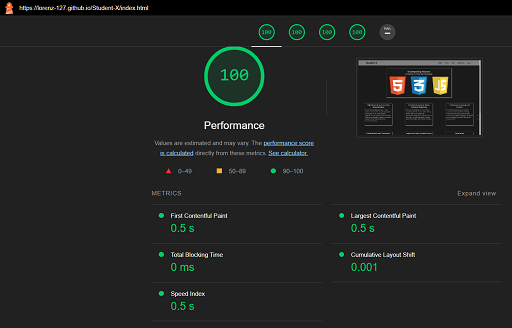 https://lorenz-127.github.io/Student-X/index.html
100 100 100 100 PWA
100
Performance
Values are estimated and may vary. The performance score
is calculated directly from these metrics. See calculator.
0–49 50–89 90–100
METRICS Expand view
First Contentful Paint
0.5 s
Largest Contentful Paint
0.5 s
Total Blocking Time
0 ms
Cumulative Layout Shift
0.001
Speed Index
0.5 s